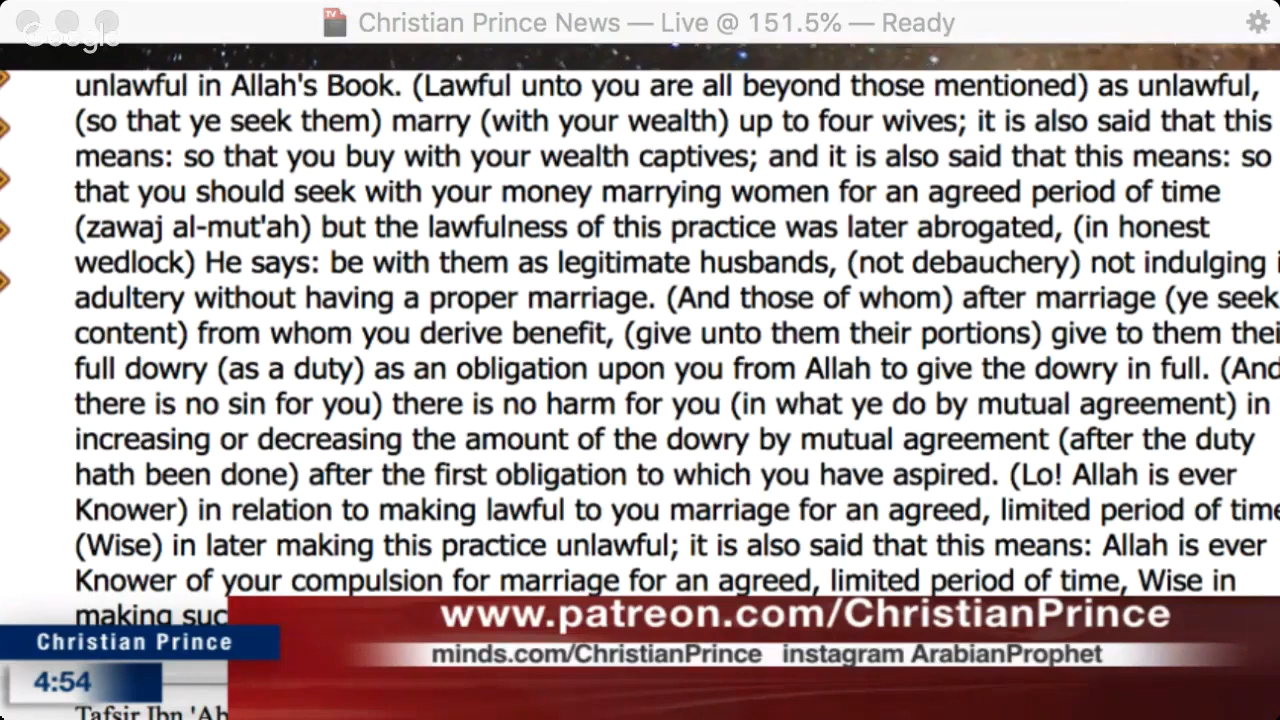 Christian Prince News — Live @ 151.5% — Ready
Google
unlawful in Allah's Book. (Lawful unto you are all beyond those mentioned) as unlawful,
(so that ye seek them) marry (with your wealth) up to four wives; it is also said that this
means: so that you buy with your wealth captives; and it is also said that this means: so
that you should seek with your money marrying women for an agreed period of time
(zawaj al-mut'ah) but the lawfulness of this practice was later abrogated, (in honest
wedlock) He says: be with them as legitimate husbands, (not debauchery) not indulging i
adultery without having a proper marriage. (And those of whom) after marriage (ye seek
content) from whom you derive benefit, (give unto them their portions) give to them thei
full dowry (as a duty) as an obligation upon you from Allah to give the dowry in full. (And
there is no sin for you) there is no harm for you (in what ye do by mutual agreement) in
increasing or decreasing the amount of the dowry by mutual agreement (after the duty
hath been done) after the first obligation to which you have aspired. (Lo! Allah is ever
Knower) in relation to making lawful to you marriage for an agreed, limited period of time
(Wise) in later making this practice unlawful; it is also said that this means: Allah is ever
Knower of your compulsion for marriage for an agreed, limited period of time, Wise in
making suc
www.patreon.com/ChristianPrince
Christian Prince
minds.com/ChristianPrince instagram ArabianProphet
4:54
Tafsir Ibn 'Ab